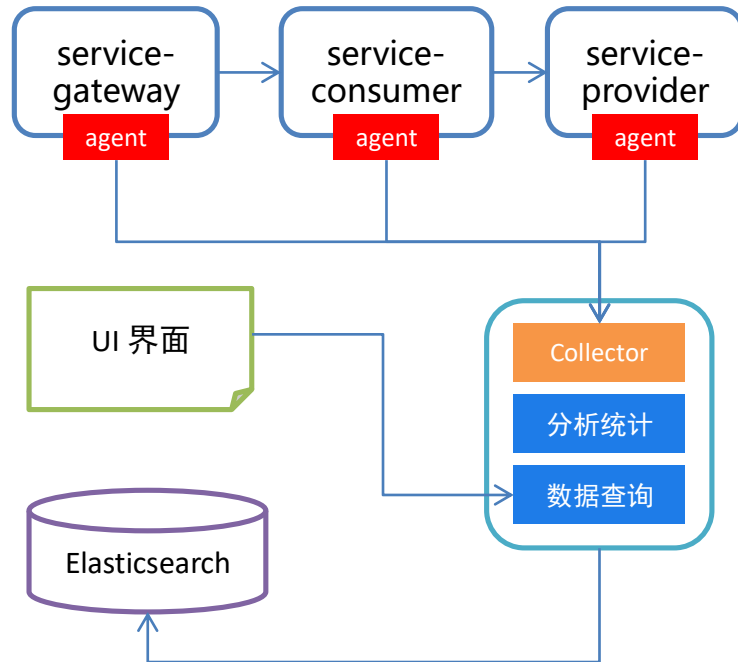 service-
gateway
service-
consumer
service-
provider
agent
agent
agent
UI 界面
Collector
分析统计
数据查询
Elasticsearch